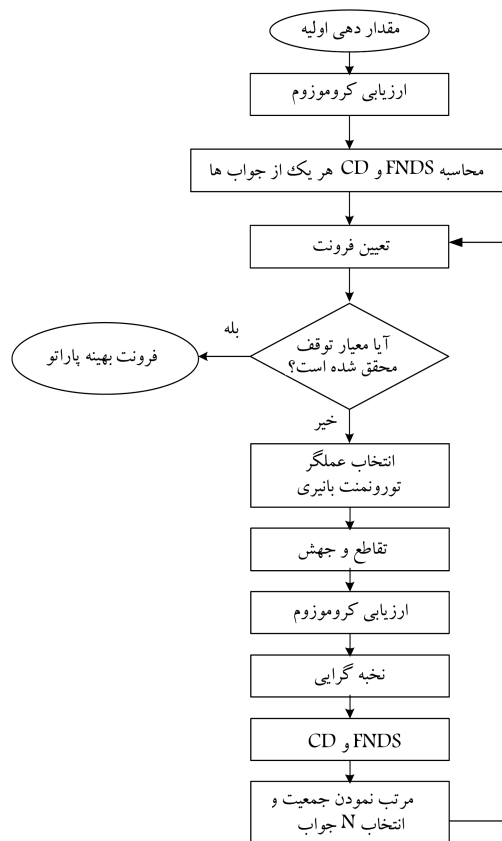 مقدار دهی اولیه
ارزیابی کروموزوم
محاسبه FNDS و CD هر یك از جواب ها
تعیین فرونت
آیا معیار توقف
محقق شده است؟
بله
فرونت بهینه پاراتو
خیر
انتخاب عملگر
تورونمنت بانیری
تقاطع و جهش
ارزیابی کروموزوم
نخبه گرایی
FNDS و CD
مرتب نمودن جمعیت و
انتخاب N جواب